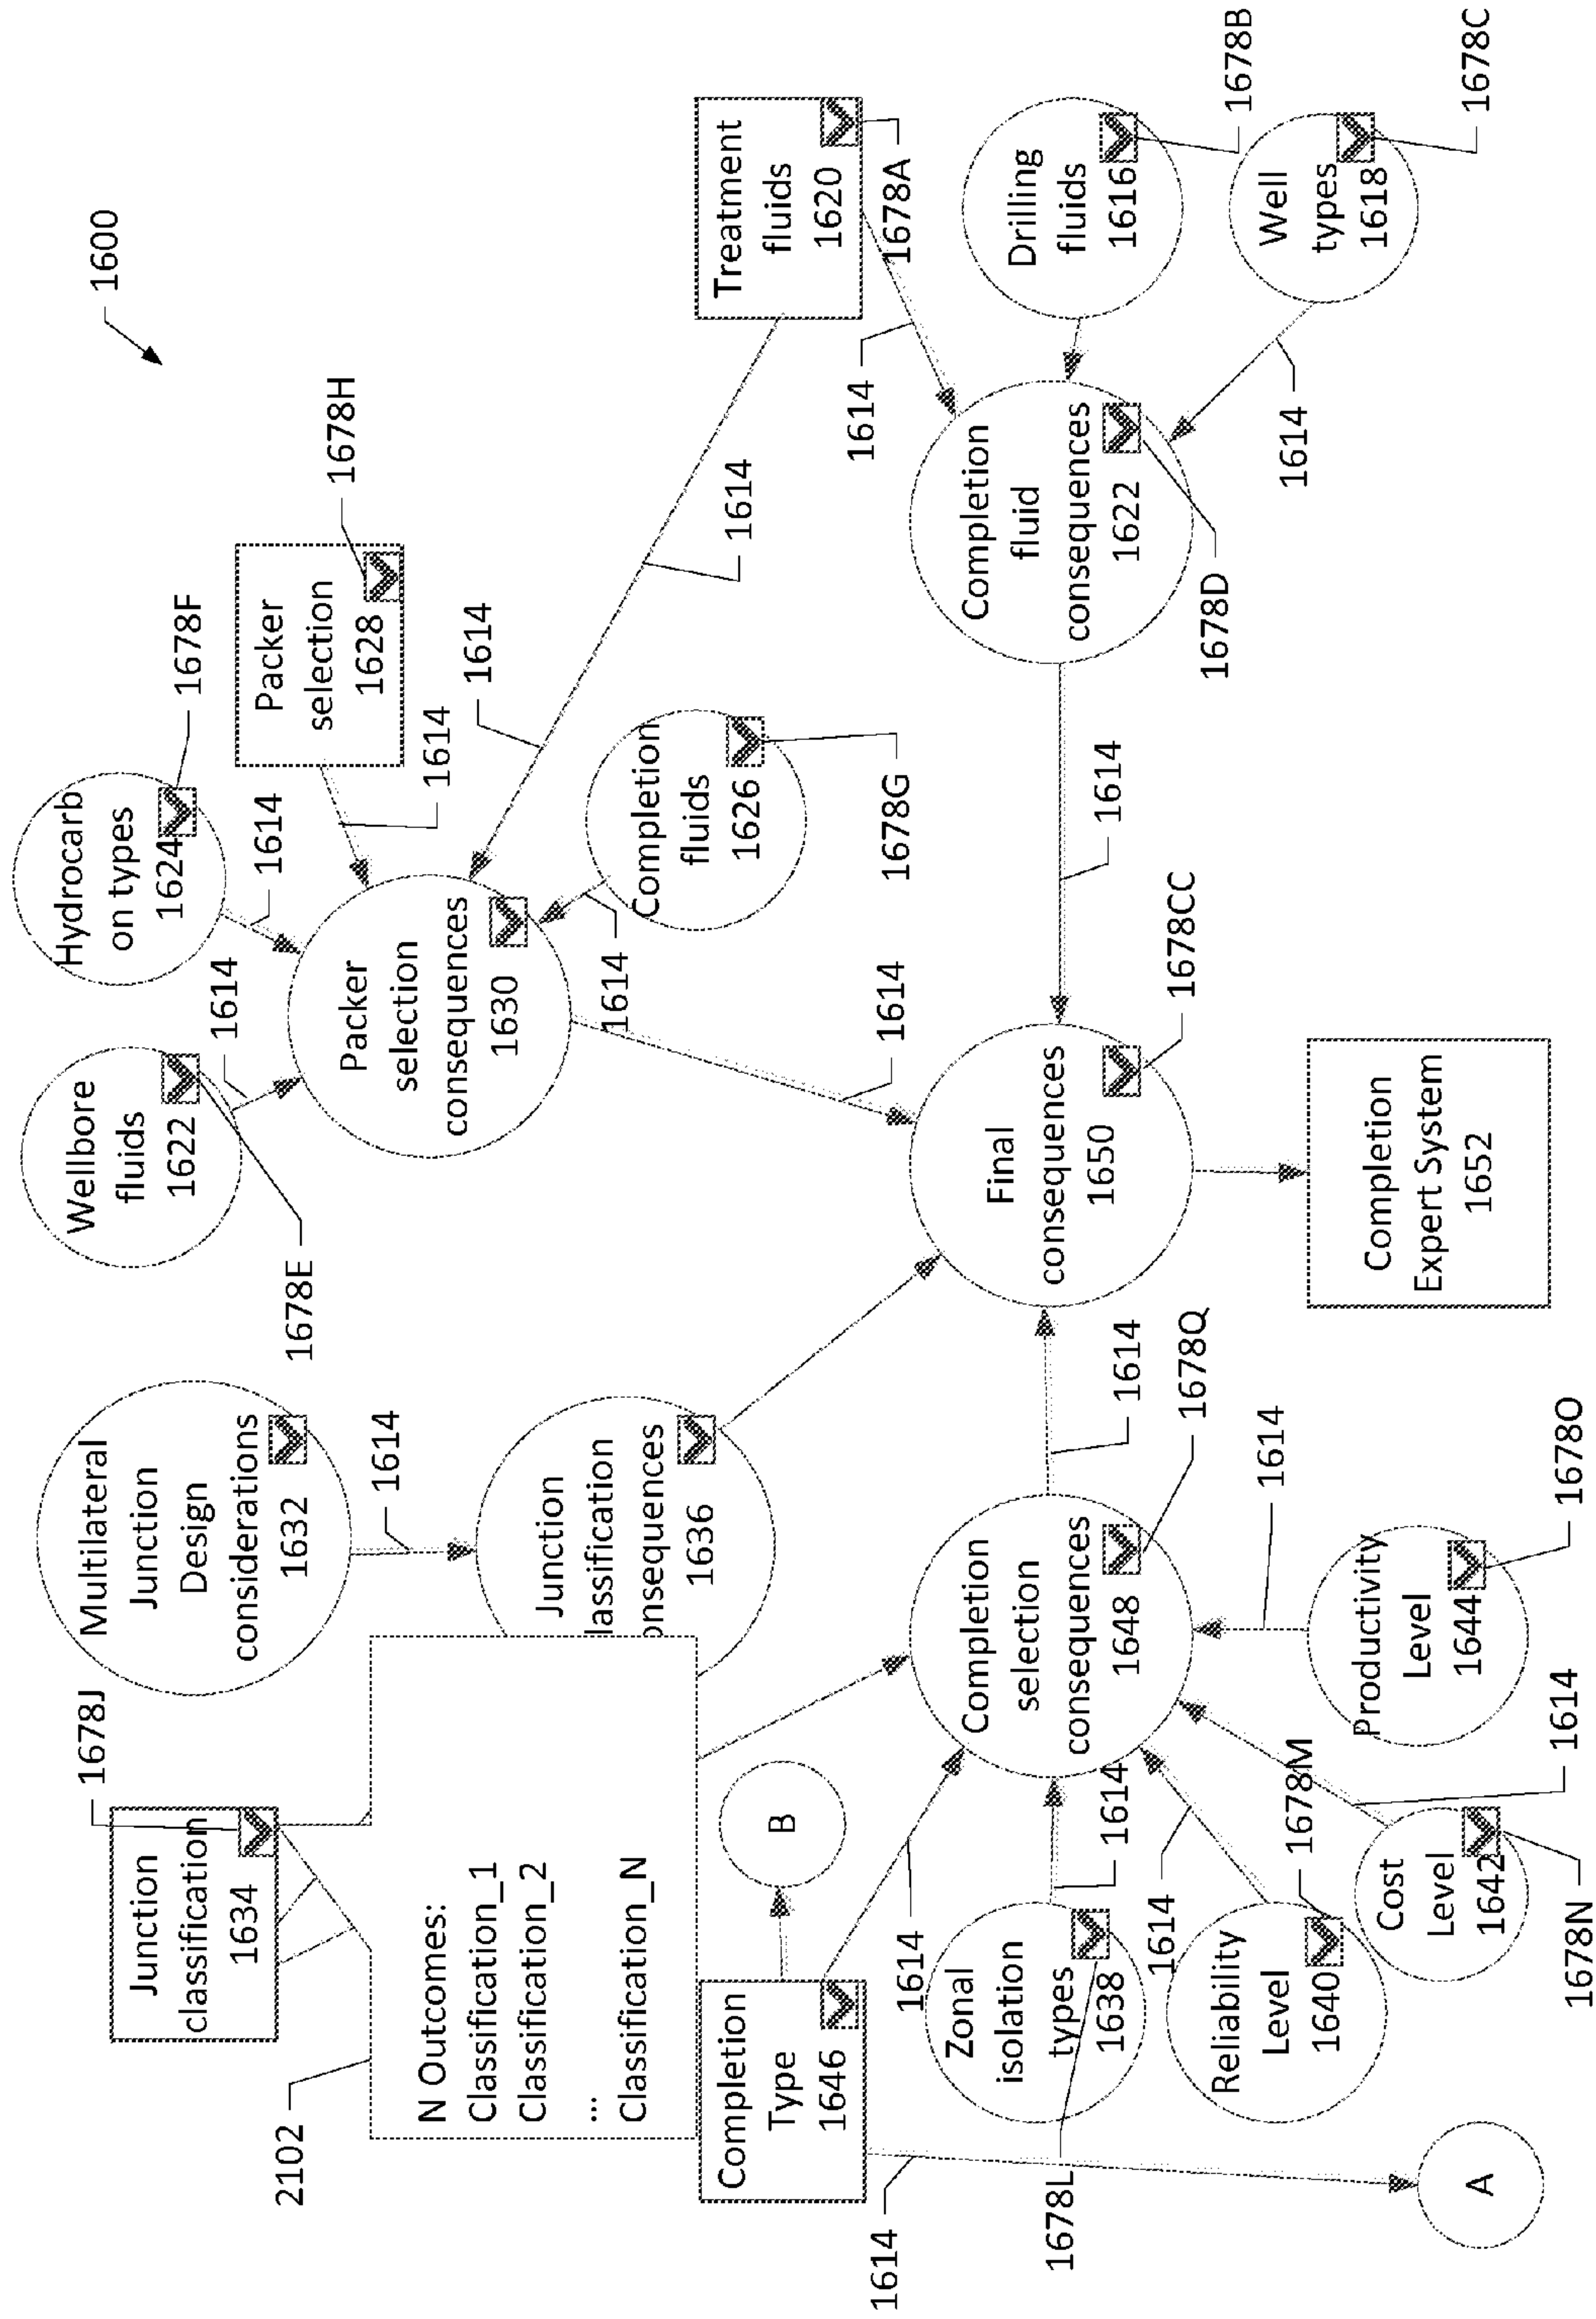 1600
2102
1678J
Junction
classification
1634
N Outcomes:
Classification_1
Classification_2
...
Classification_N
Multilateral
Junction
Design
considerations
1632
1614
Junction
lassification
onsequences
1636
Wellbore
fluids
1622
1678E
1614
Hydrocarb
on types
1624
1678F
1614
Packer
selection
1628
1678H
1614
Packer
selection
consequences
1630
1614
1614
Completion
fluids
1626
1678G
1614
1614
Treatment
fluids
1620
1678A
1614
Drilling
fluids
1616
1678B
Well
types
1618
1678C
1614
Completion
fluid
consequences
1622
1678D
1614
Final
consequences
1650
1678CC
Completion
Expert System
1652
Completion
Type
1646
B
1614
1614
A
Zonal
isolation
types
1638
1678L
1614
Reliability
Level
1640
1678M
1614
Cost
Level
1642
1678N
1614
Productivity
Level
1644
1678O
1614
Completion
selection
consequences
1648
1678Q
1614